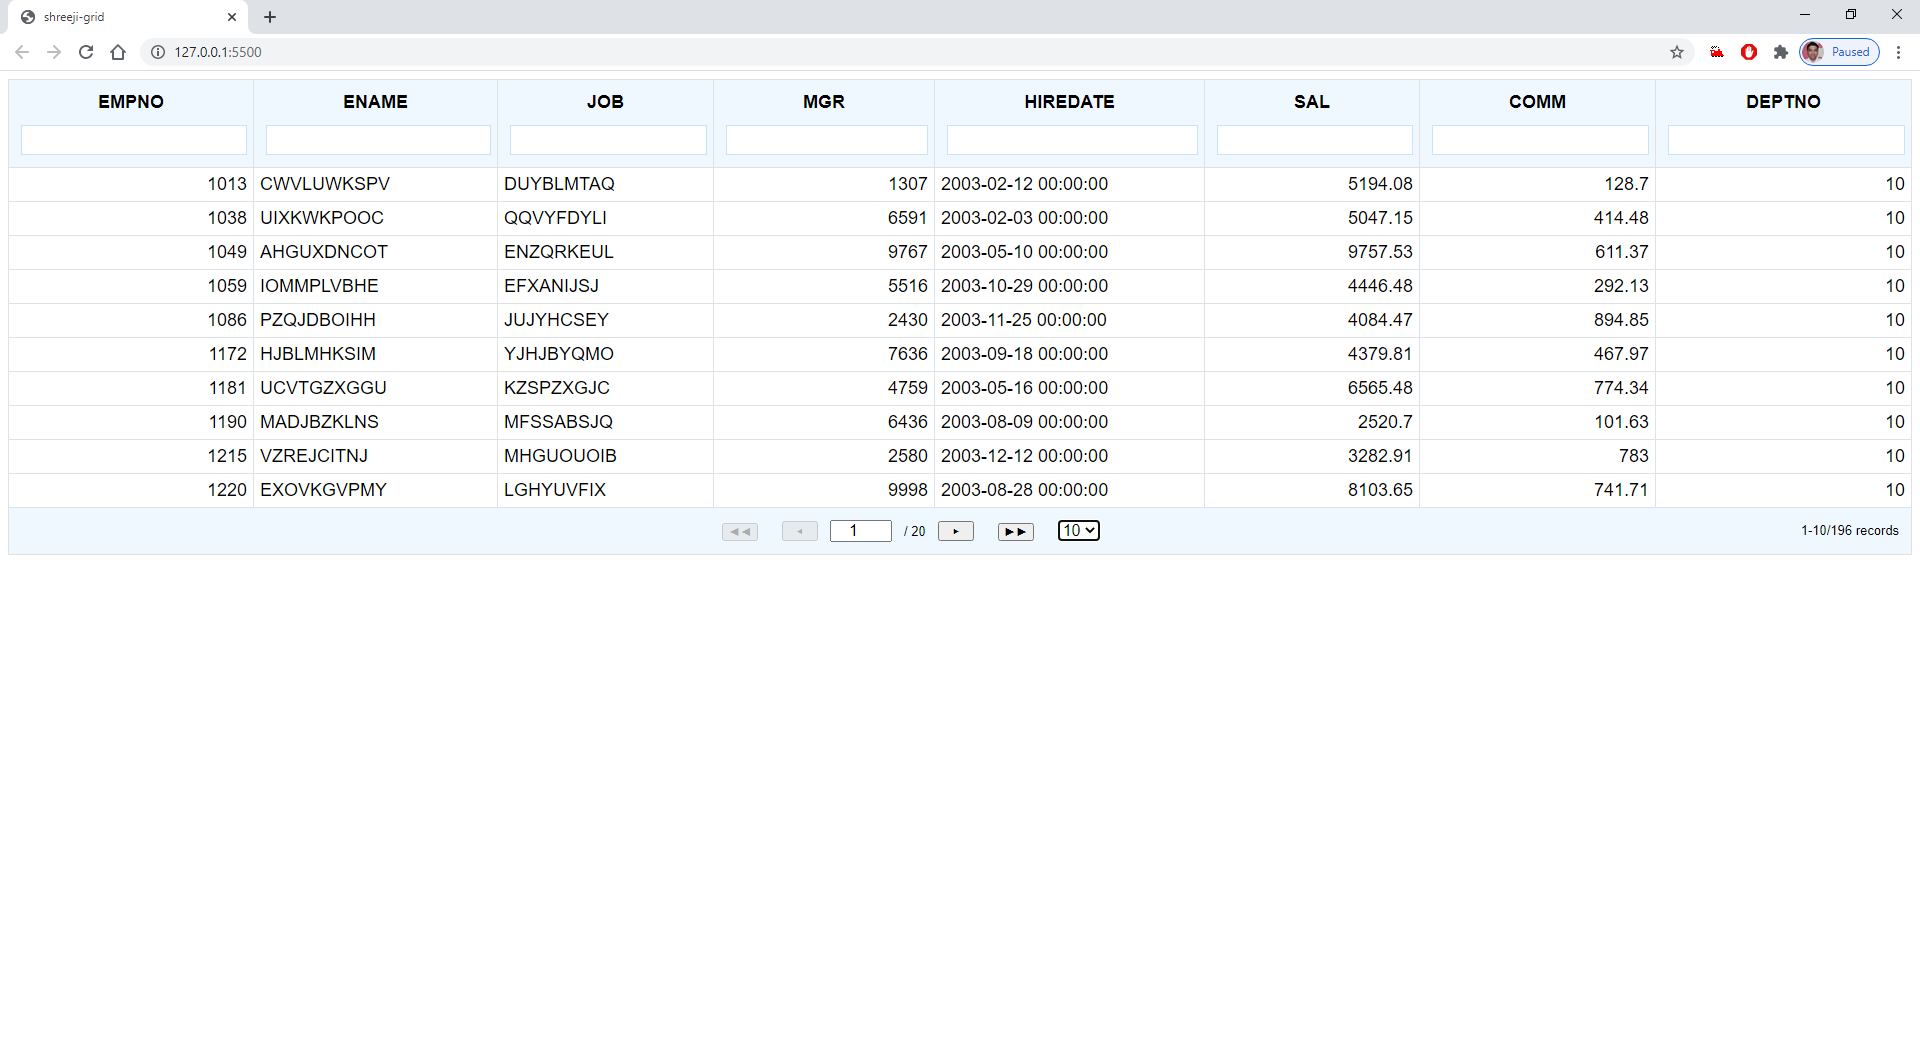 shreeji-grid
127.0.0.1:5500 Paused
EMPNO ENAME JOB MGR HIREDATE SAL COMM DEPTNO
1013 CWVLUWKSPV DUYBLMTAQ 1307 2003-02-12 00:00:00 5194.08 128.7 10
1038 UIXKWKPOOC QQVYFDYLI 6591 2003-02-03 00:00:00 5047.15 414.48 10
1049 AHGUXDNCOT ENZQRKEUL 9767 2003-05-10 00:00:00 9757.53 611.37 10
1059 IOMMPLVBHE EFXANIJSJ 5516 2003-10-29 00:00:00 4446.48 292.13 10
1086 PZQJDBOIHH JUJYHCSEY 2430 2003-11-25 00:00:00 4084.47 894.85 10
1172 HJBLMHKSIM YJHJBYQMO 7636 2003-09-18 00:00:00 4379.81 467.97 10
1181 UCVTGZXGGU KZSPZXGJC 4759 2003-05-16 00:00:00 6565.48 774.34 10
1190 MADJBZKLNS MFSSABSJQ 6436 2003-08-09 00:00:00 2520.7 101.63 10
1215 VZREJCITNJ MHGUOUOIB 2580 2003-12-12 00:00:00 3282.91 783 10
1220 EXOVKGVPMY LGHYUVFIX 9998 2003-08-28 00:00:00 8103.65 741.71 10
1 / 20 10 1-10/196 records